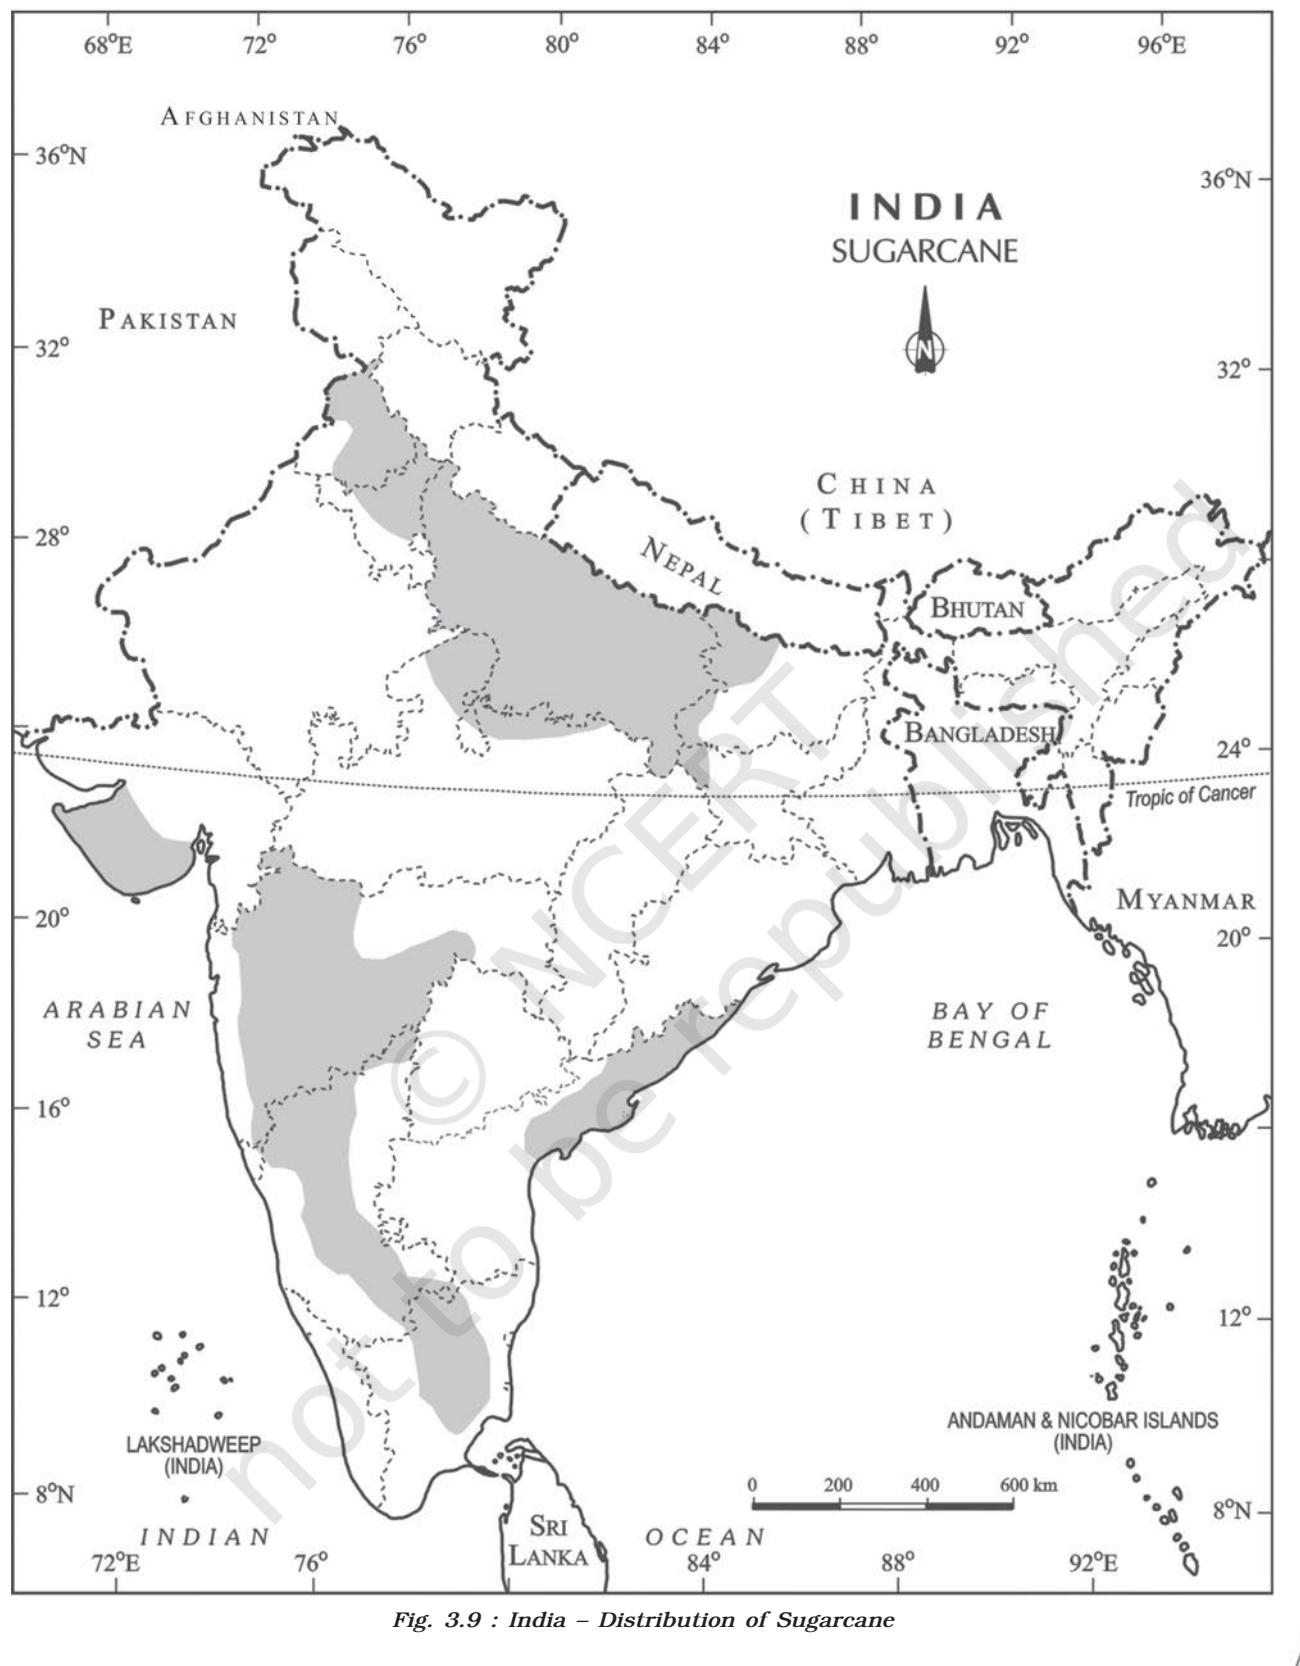 68°E 72° 76° 80° 84° 88° 92° 96°E
AFGHANISTAN
36°N
36°N
INDIA
SUGARCANE
N
PAKISTAN
32°
32°
CHINA
(TIBET)
28°
NEPAL
BHUTAN
BANGLADESH
24°
Tropic of Cancer
MYANMAR
20°
20°
ARABIAN
SEA
BAY OF
BENGAL
16°
12°
12°
LAKSHADWEEP
(INDIA)
ANDAMAN & NICOBAR ISLANDS
(INDIA)
0 200 400 600 km
8°N
8°N
SRI
LANKA
INDIAN OCEAN
72°E 76° 84° 88° 92°E
© NCERT
not to be republished
Fig. 3.9 : India – Distribution of Sugarcane